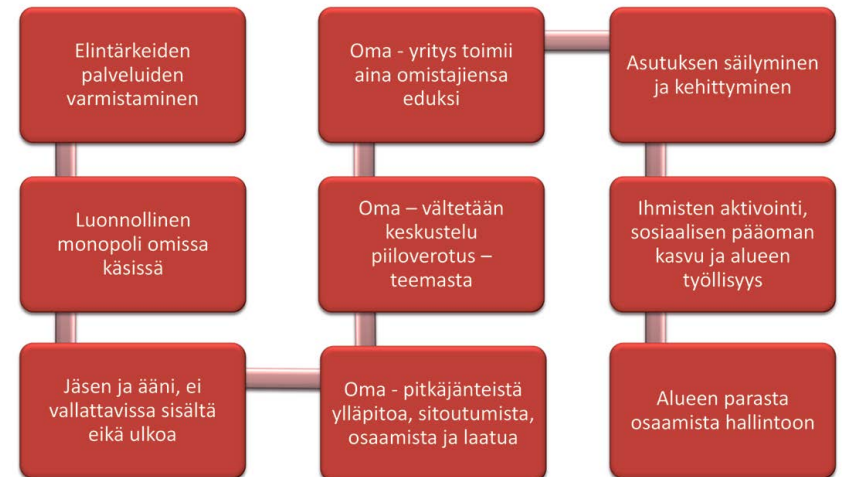 Elintärkeiden
palveluiden
varmistaminen
Luonnollinen
monopoli omissa
käsissä
Jäsen ja ääni, ei
vallattavissa sisältä
eikä ulkoa
Oma - pitkäjänteistä
ylläpitoa, sitoutumista,
osaamista ja laatua
Oma – vältetään
keskustelu
piiloverotus –
teemasta
Oma - yritys toimii
aina omistajiensa
eduksi
Asutuksen säilyminen
ja kehittyminen
Ihmisten aktivointi,
sosiaalisen pääoman
kasvu ja alueen
työllisyys
Alueen parasta
osaamista hallintoon